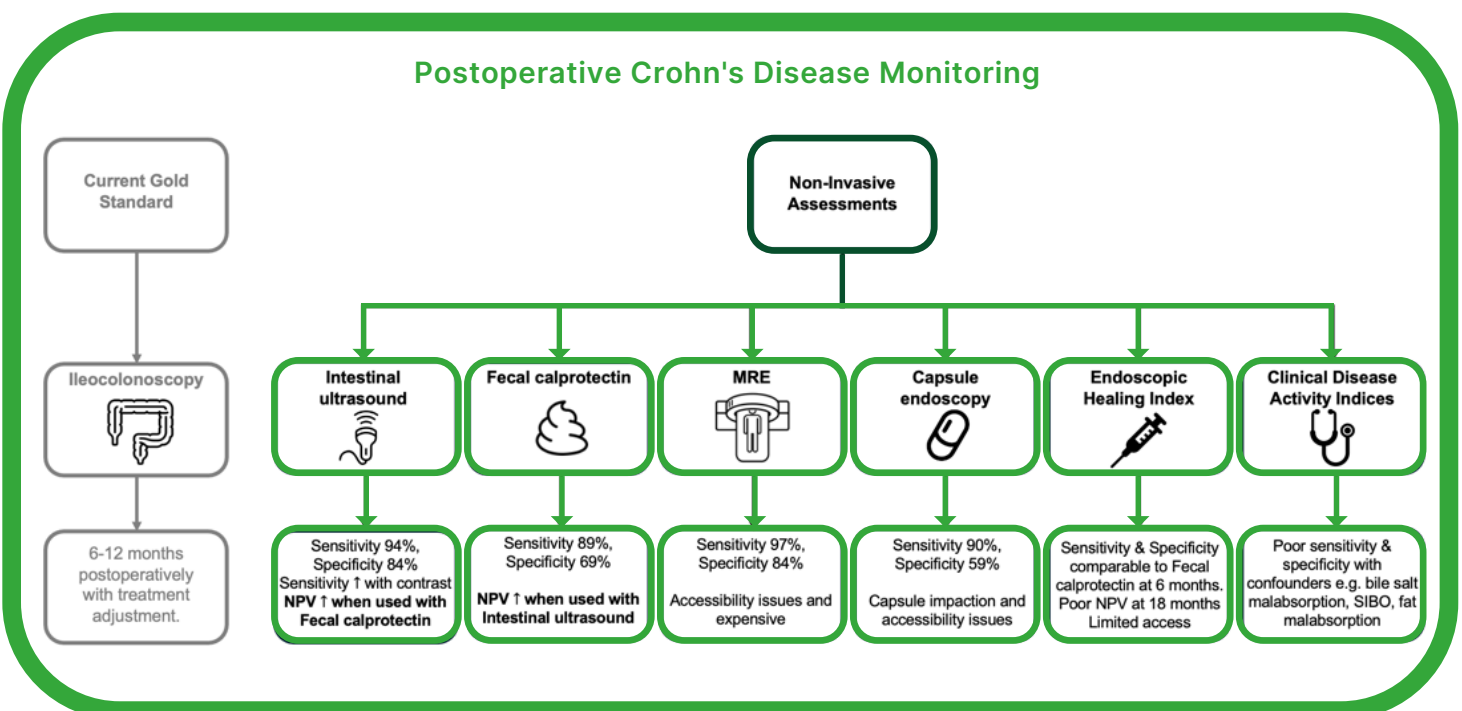 Postoperative Crohn's Disease Monitoring
Current Gold
Standard
Non-Invasive
Assessments
Ileocolonoscopy
Intestinal
ultrasound
Fecal calprotectin
MRE
Capsule
endoscopy
Endoscopic
Healing Index
Clinical Disease
Activity Indices
6-12 months
postoperatively
with treatment
adjustment.
Sensitivity 94%,
Specificity 84%
Sensitivity ↑ with contrast
NPV ↑ when used with
Fecal calprotectin
Sensitivity 89%,
Specificity 69%
NPV ↑ when used with
Intestinal ultrasound
Sensitivity 97%,
Specificity 84%
Accessibility issues and
expensive
Sensitivity 90%,
Specificity 59%
Capsule impaction and
accessibility issues
Sensitivity & Specificity
comparable to Fecal
calprotectin at 6 months.
Poor NPV at 18 months
Limited access
Poor sensitivity &
specificity with
confounders e.g. bile salt
malabsorption, SIBO, fat
malabsorption